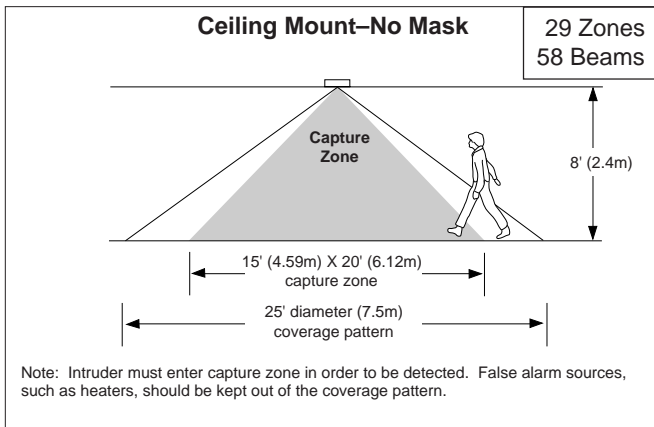 Ceiling Mount–No Mask
29 Zones
58 Beams
Capture
Zone
8' (2.4m)
15' (4.59m) X 20' (6.12m)
capture zone
25' diameter (7.5m)
coverage pattern
Note:  Intruder must enter capture zone in order to be detected.  False alarm sources,
such as heaters, should be kept out of the coverage pattern.